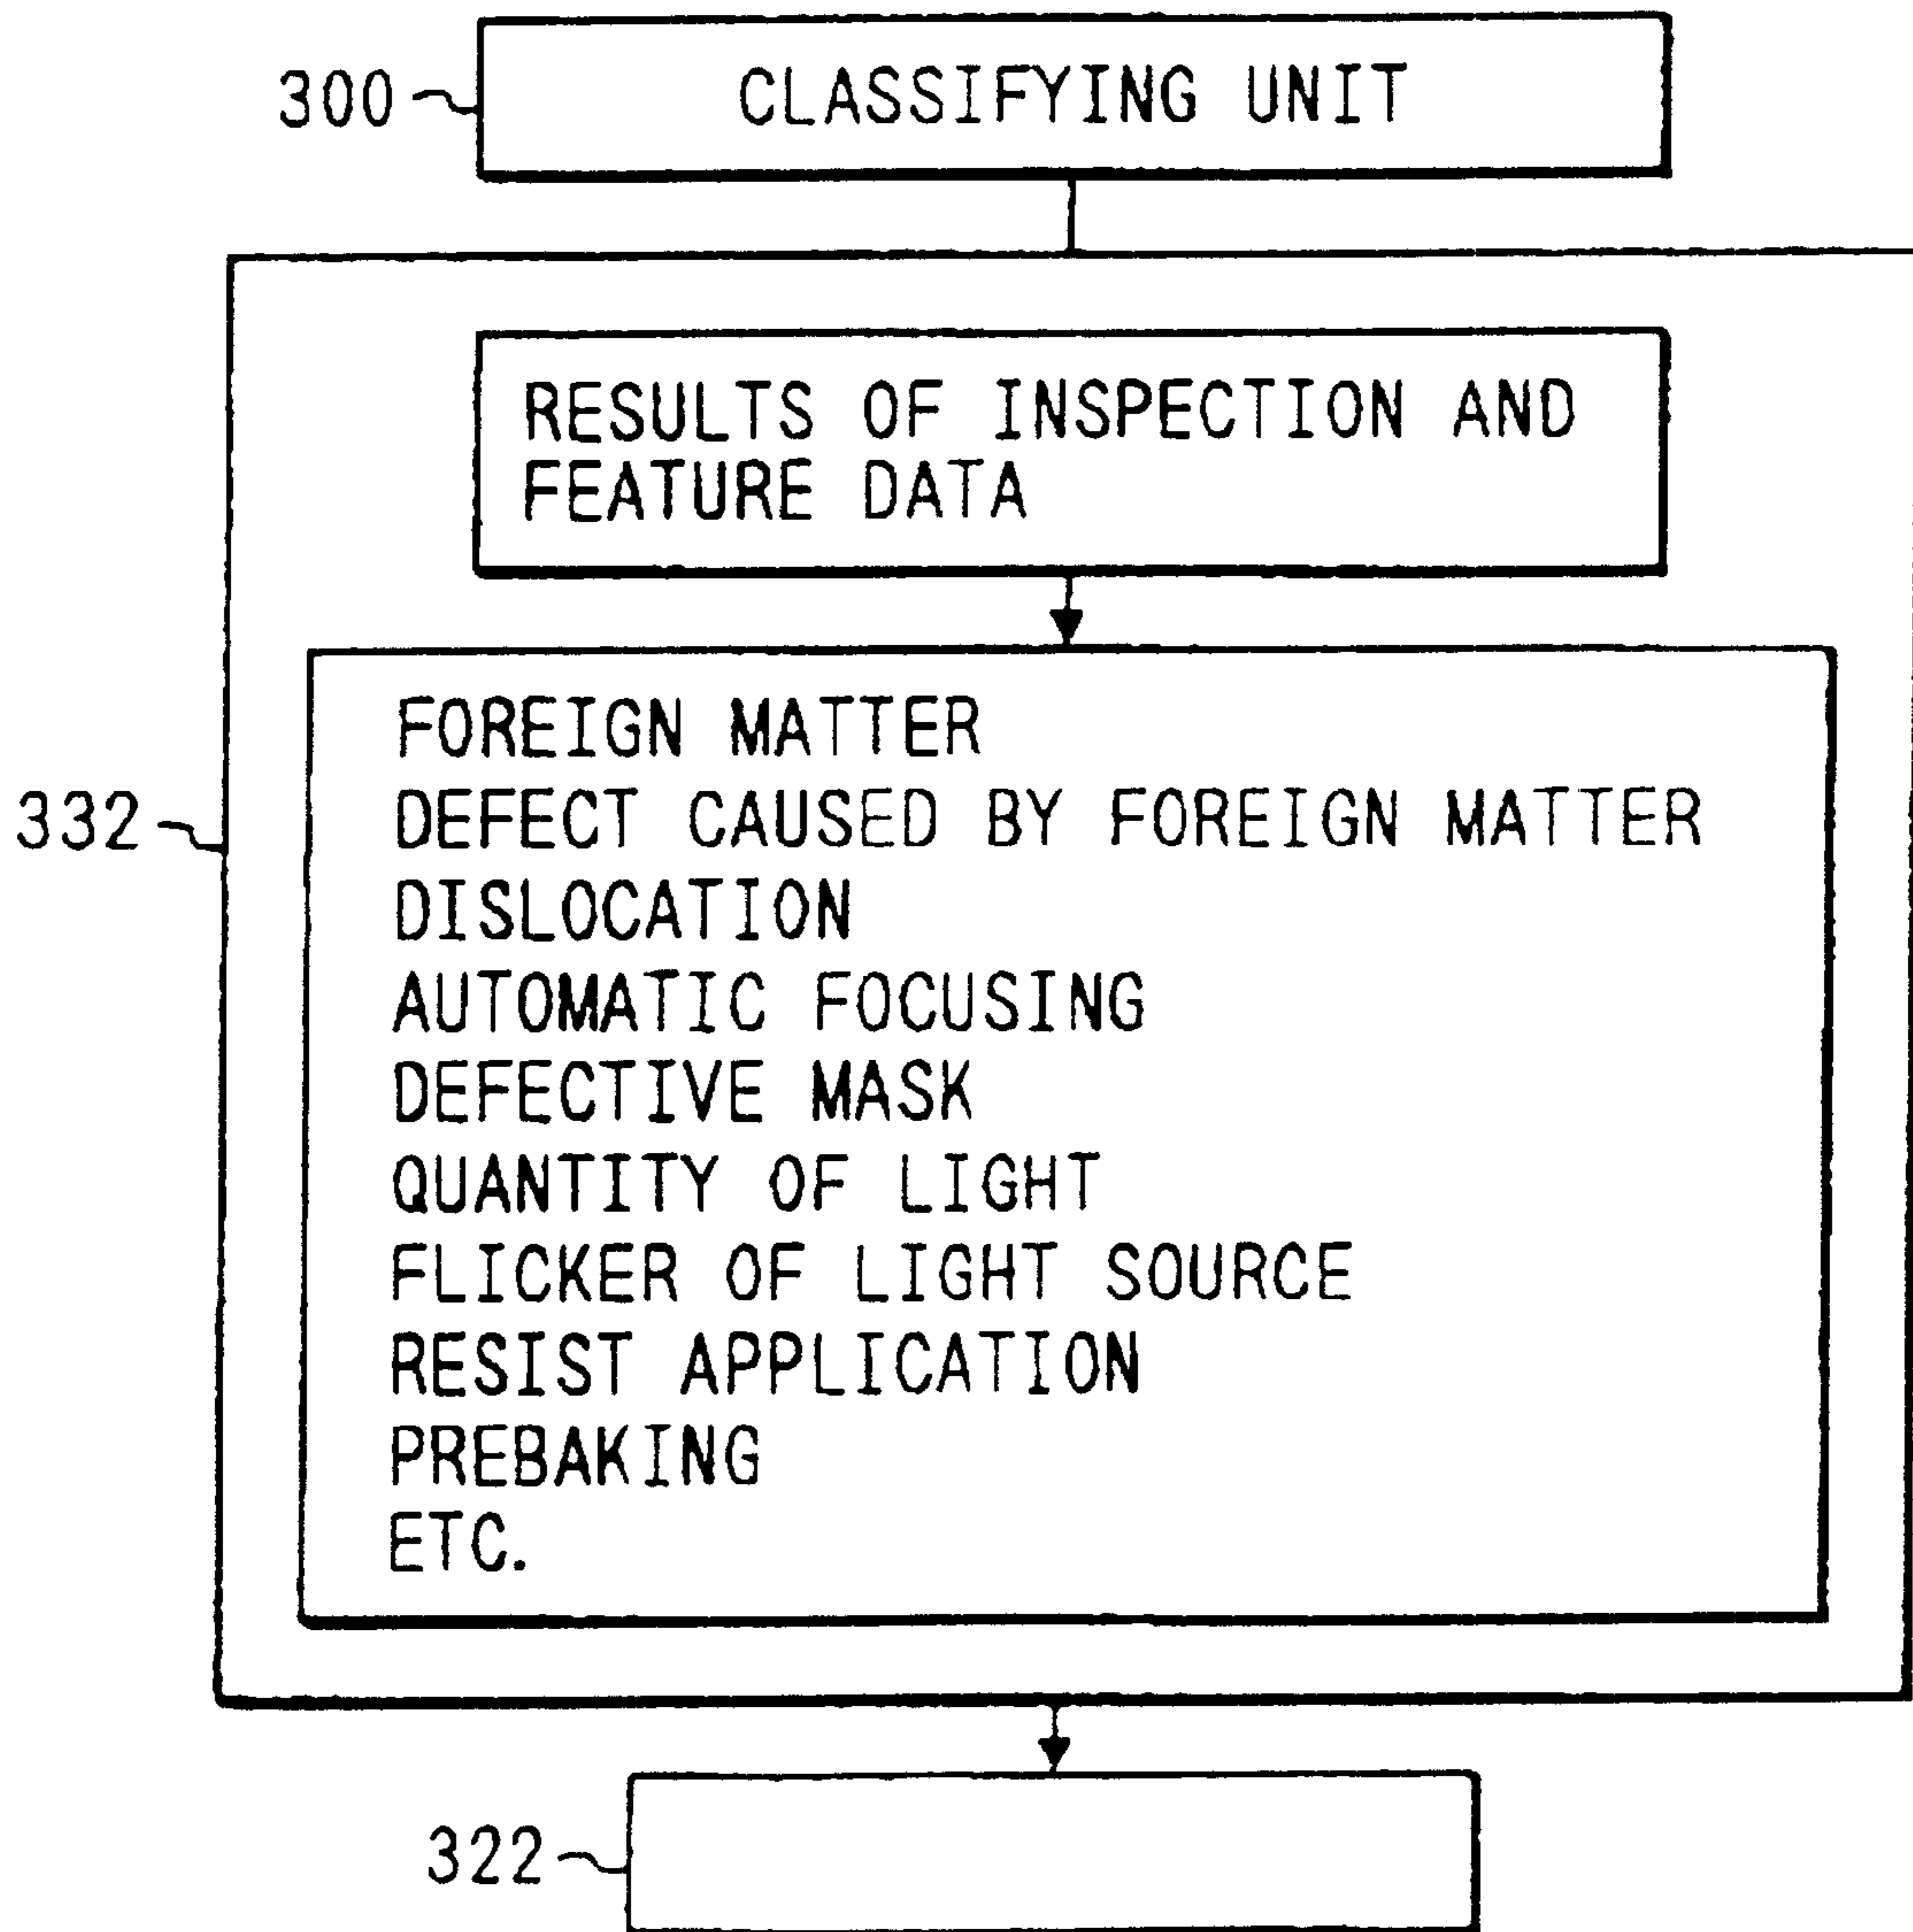 300 CLASSIFYING UNIT
RESULTS OF INSPECTION AND
FEATURE DATA
FOREIGN MATTER
332 DEFECT CAUSED BY FOREIGN MATTER
DISLOCATION
AUTOMATIC FOCUSING
DEFECTIVE MASK
QUANTITY OF LIGHT
FLICKER OF LIGHT SOURCE
RESIST APPLICATION
PREBAKING
ETC.
322